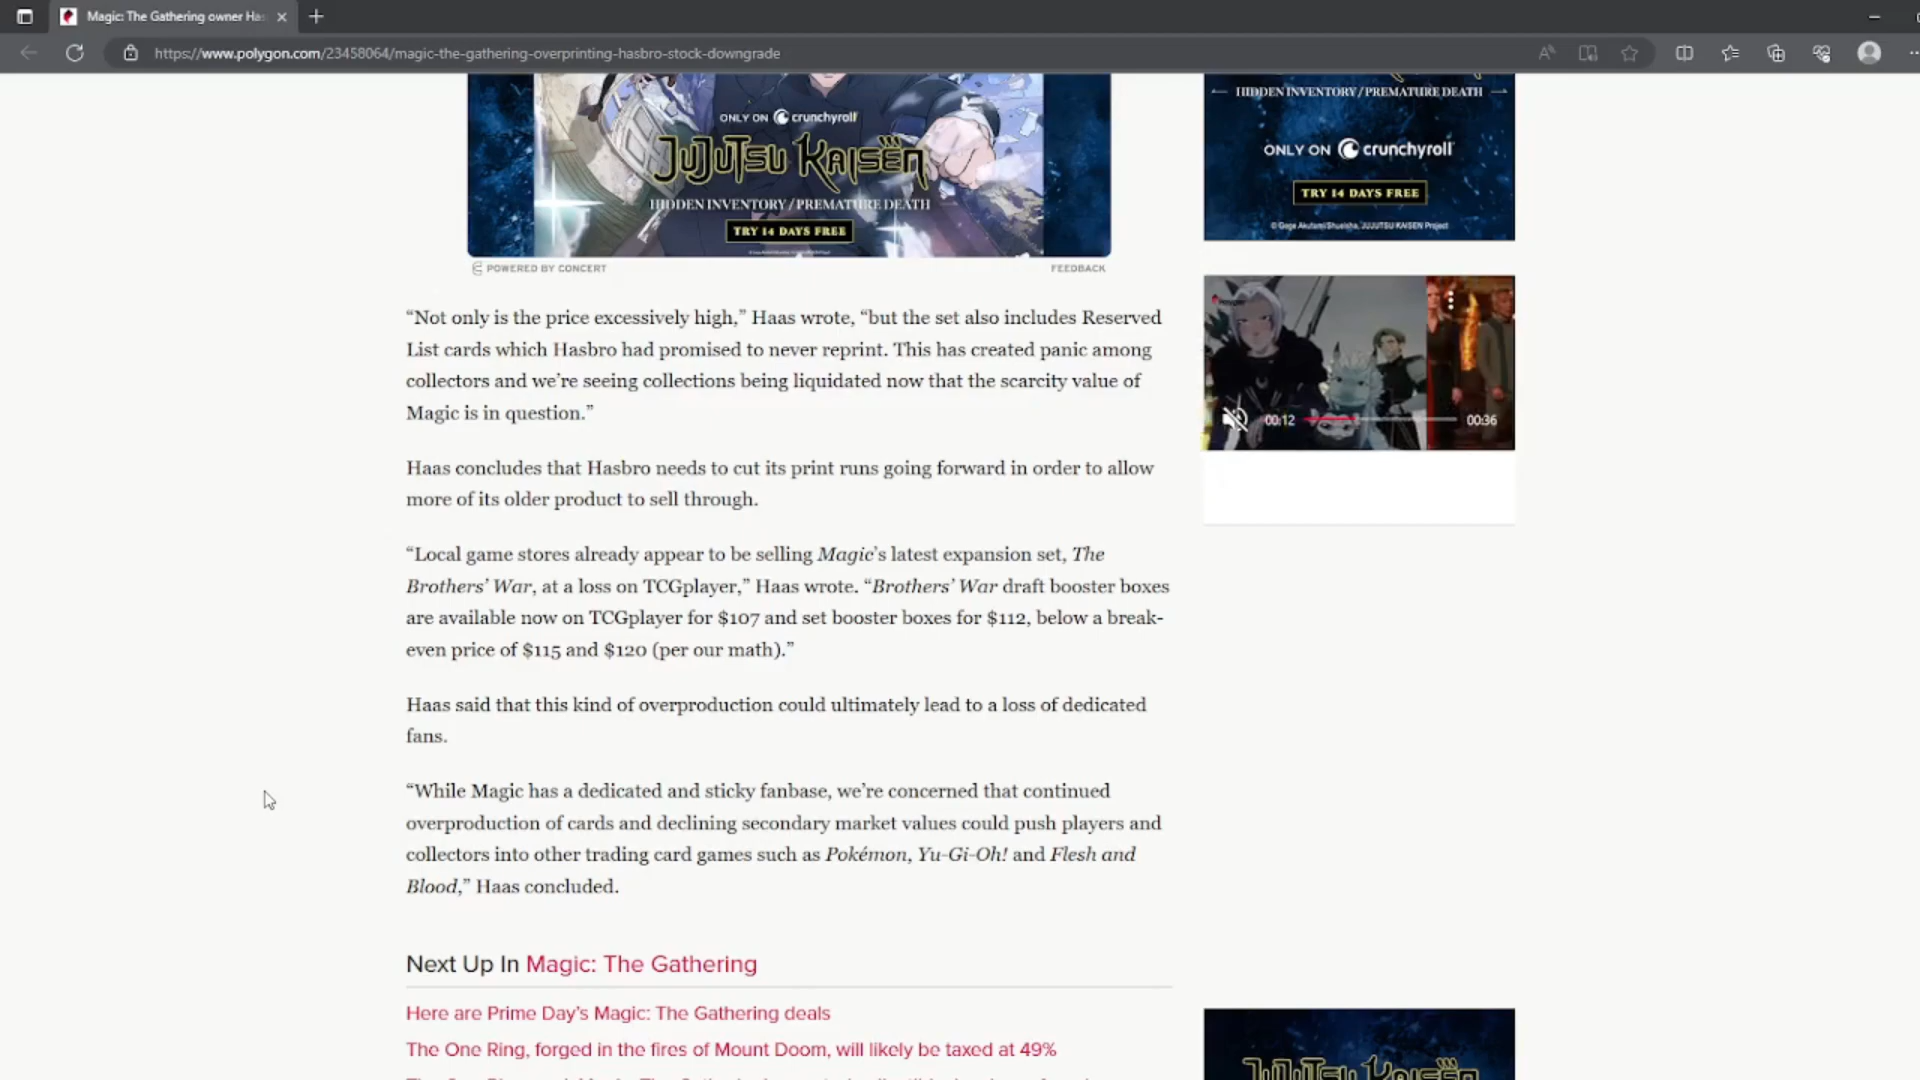 Magic: The Gathering owner Has
https://www.polygon.com/23458064/magic-the-gathering-overprinting-hasbro-stock-downgrade
ONLY ON crunchyroll
JUJUTSU KAISEN
HIDDEN INVENTORY/PREMATURE DEATH
TRY 14 DAYS FREE
POWERED BY CONCERT
FEEDBACK
HIDDEN INVENTORY/PREMATURE DEATH
ONLY ON crunchyroll
TRY 14 DAYS FREE
© Gege Akutami/Shueisha, JUJUTSU KAISEN Project
00:12
00:36
“Not only is the price excessively high,” Haas wrote, “but the set also includes Reserved
List cards which Hasbro had promised to never reprint. This has created panic among
collectors and we’re seeing collections being liquidated now that the scarcity value of
Magic is in question.”
Haas concludes that Hasbro needs to cut its print runs going forward in order to allow
more of its older product to sell through.
“Local game stores already appear to be selling Magic’s latest expansion set, The
Brothers’ War, at a loss on TCGplayer,” Haas wrote. “Brothers’ War draft booster boxes
are available now on TCGplayer for $107 and set booster boxes for $112, below a break-
even price of $115 and $120 (per our math).”
Haas said that this kind of overproduction could ultimately lead to a loss of dedicated
fans.
“While Magic has a dedicated and sticky fanbase, we’re concerned that continued
overproduction of cards and declining secondary market values could push players and
collectors into other trading card games such as Pokémon, Yu-Gi-Oh! and Flesh and
Blood,” Haas concluded.
Next Up In Magic: The Gathering
Here are Prime Day’s Magic: The Gathering deals
The One Ring, forged in the fires of Mount Doom, will likely be taxed at 49%
JUJUTSU KAISEN